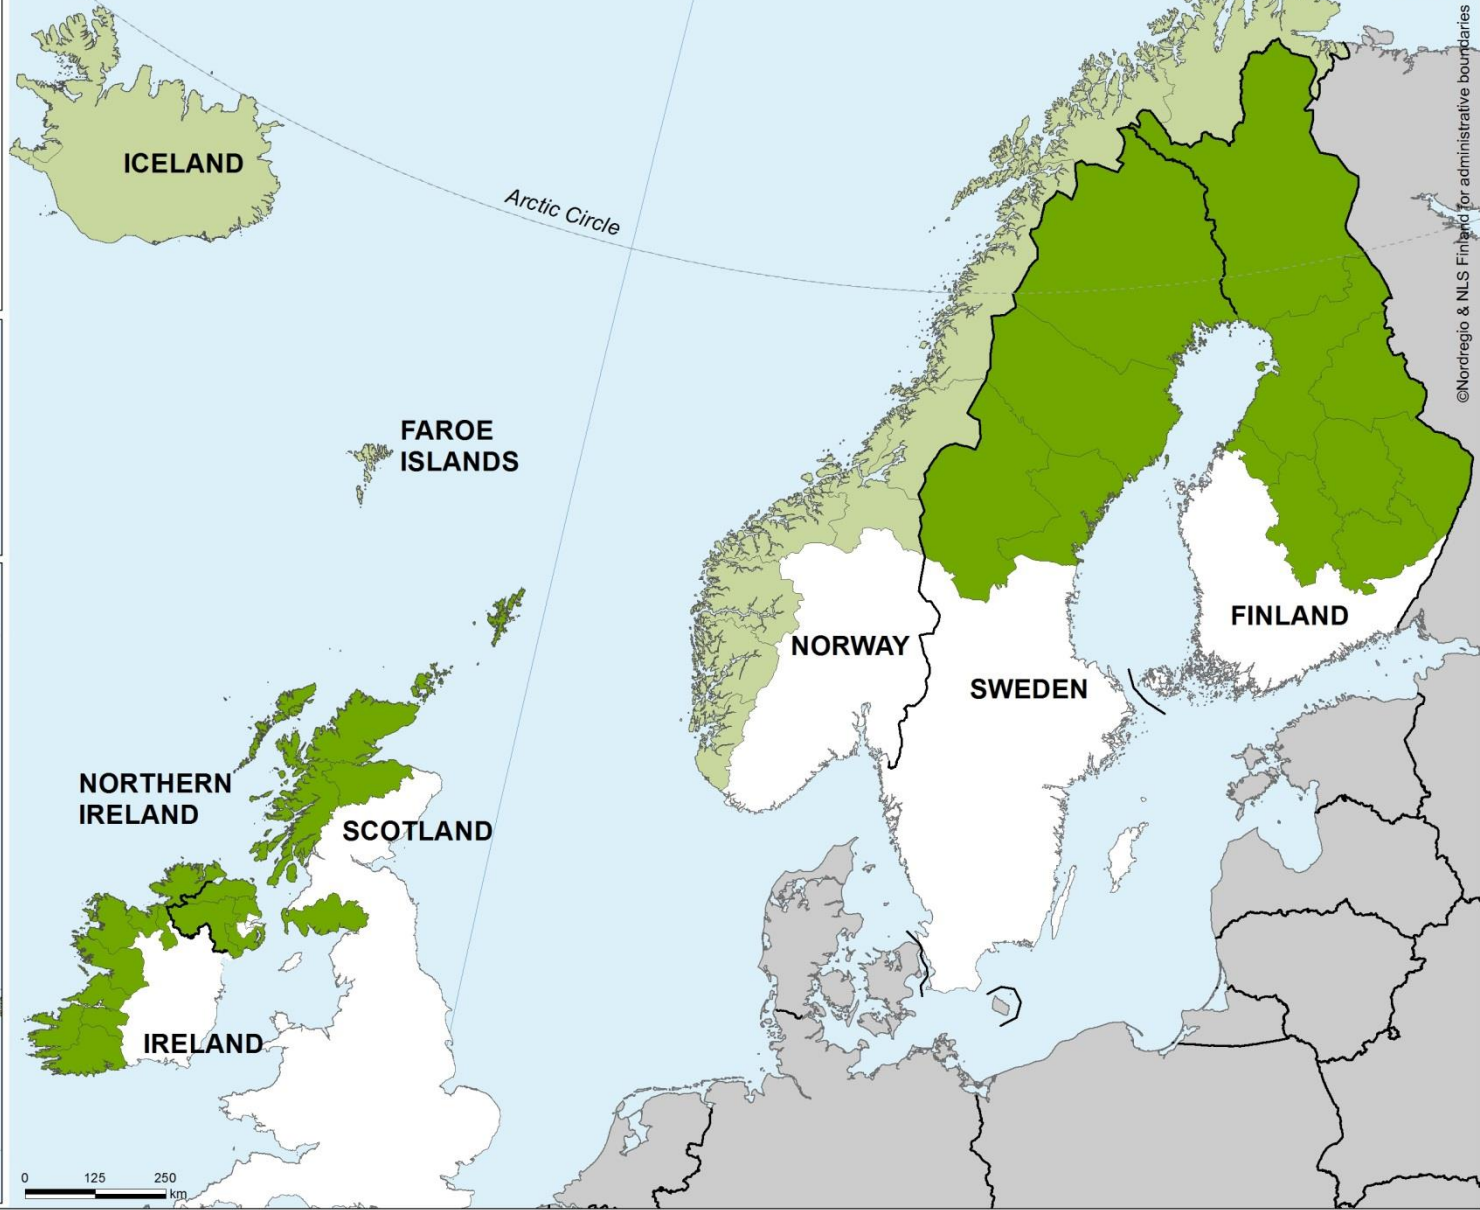 ©Nordregio & NLS Finland for administrative boundaries
ICELAND
Arctic Circle
FAROE
ISLANDS
NORWAY
SWEDEN
FINLAND
NORTHERN
IRELAND
SCOTLAND
IRELAND
0 125 250
km